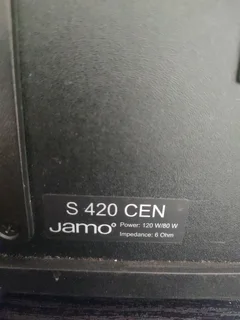 S 420 CEN
Jamo Power: 120 W/80 W
Impedance: 6 Ohm